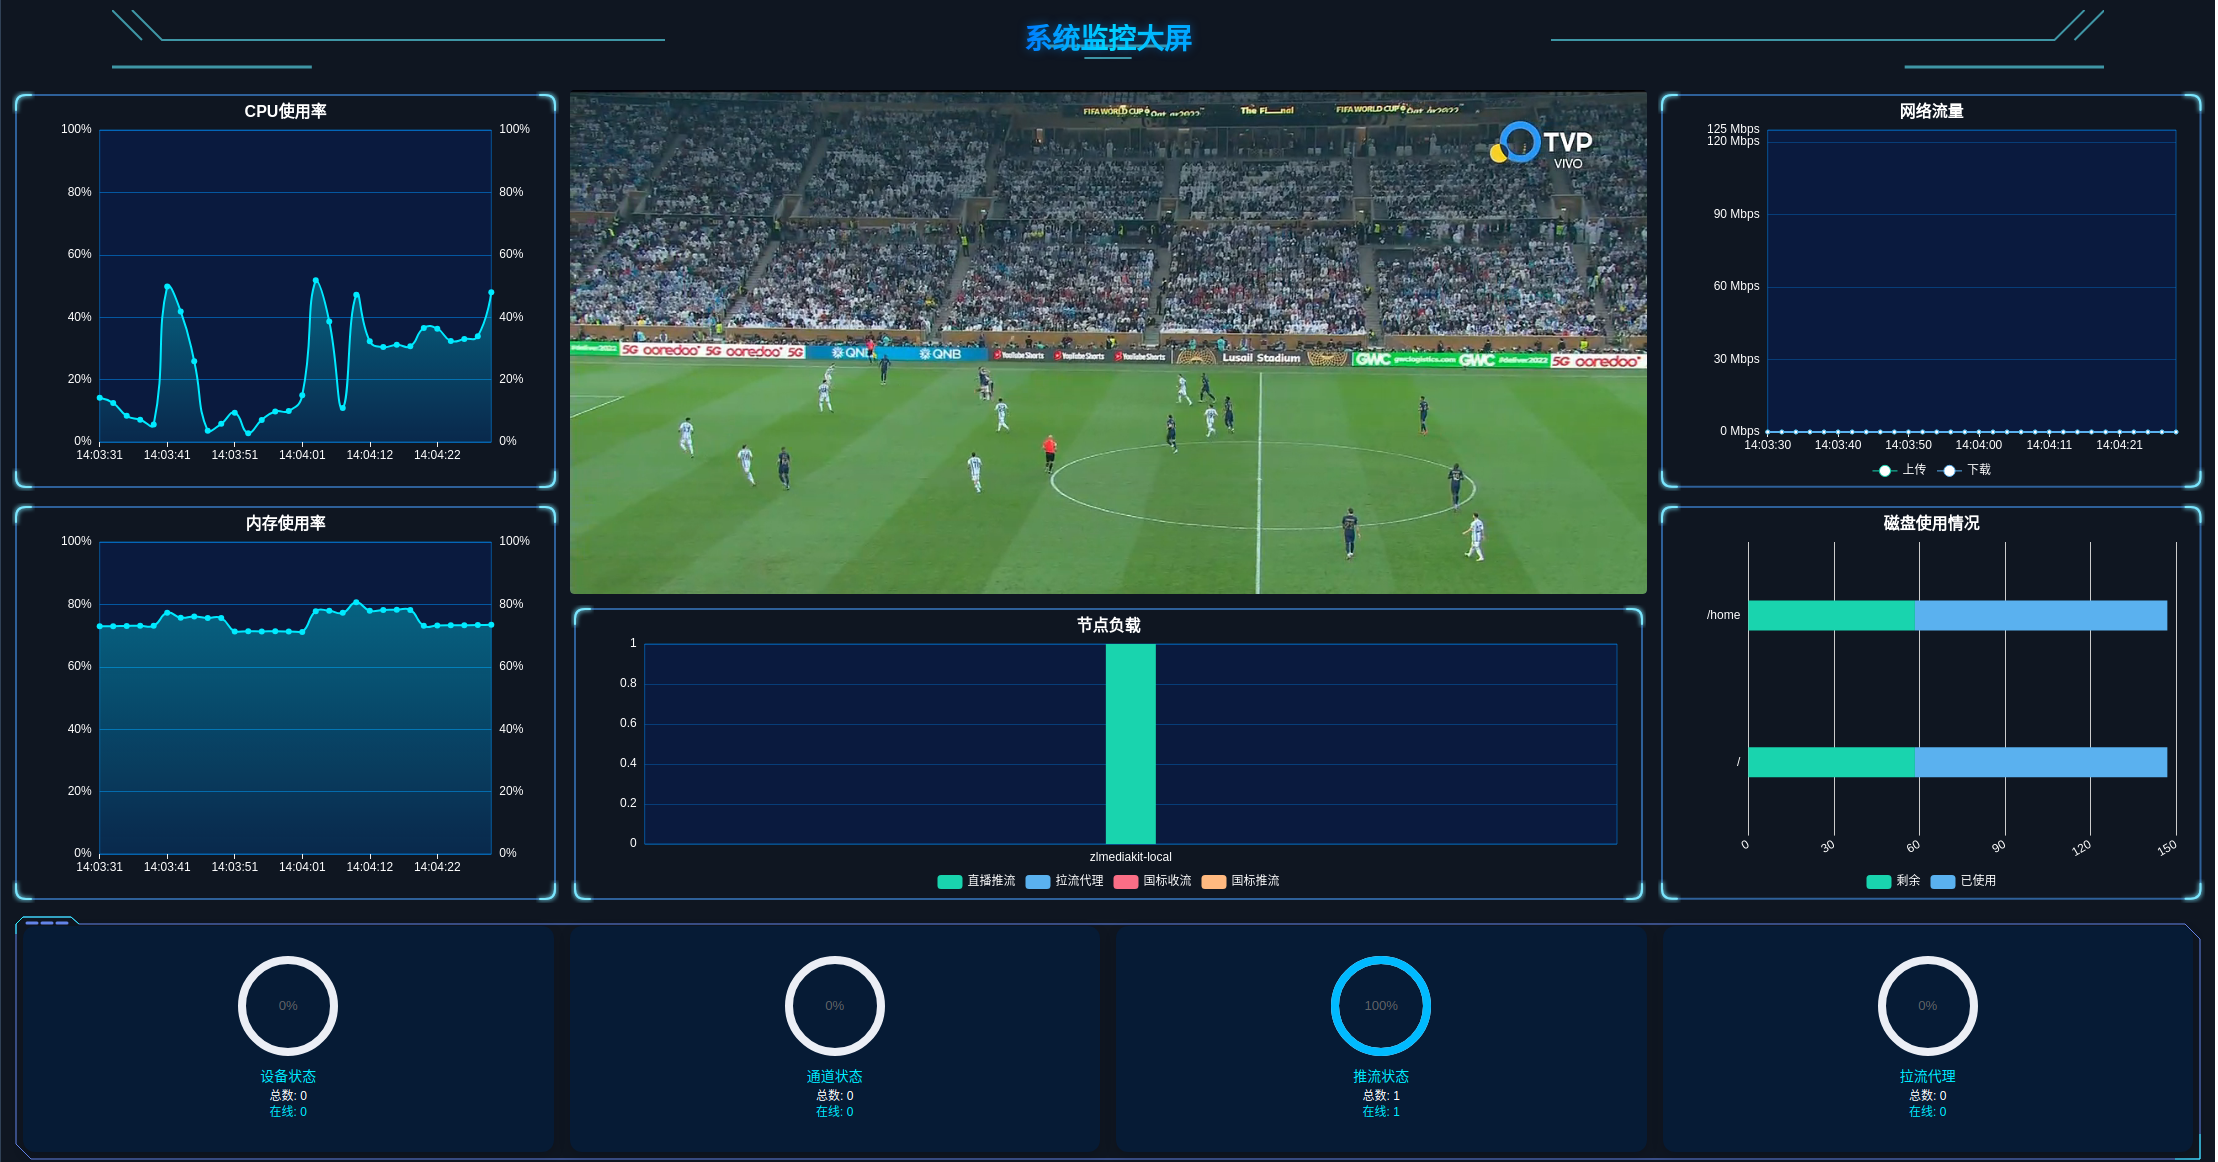 系统监控大屏
CPU使用率
100% 100%
80% 80%
60% 60%
40% 40%
20% 20%
0% 0%
14:03:31 14:03:41 14:03:51 14:04:01 14:04:12 14:04:22
内存使用率
100% 100%
80% 80%
60% 60%
40% 40%
20% 20%
0% 0%
14:03:31 14:03:41 14:03:51 14:04:01 14:04:12 14:04:22
FIFA WORLD CUP The Fi nal FIFA WORLD CUP
TVP
VIVO
5G ooredoo 5G ooredoo 5G QNB QNB YouTube Shorts YouTube Shorts YouTube Shorts Lusail Stadium GWC gwclogistics.com GWC #deliver2022 5G ooredoo
节点负载
1
0.8
0.6
0.4
0.2
0
zlmediakit-local
直播推流 拉流代理 国标收流 国标推流
网络流量
125 Mbps
120 Mbps
90 Mbps
60 Mbps
30 Mbps
0 Mbps
14:03:30 14:03:40 14:03:50 14:04:00 14:04:11 14:04:21
上传 下载
磁盘使用情况
/home
/
0 30 60 90 120 150
剩余 已使用
0%
设备状态
总数: 0
在线: 0
0%
通道状态
总数: 0
在线: 0
100%
推流状态
总数: 1
在线: 1
0%
拉流代理
总数: 0
在线: 0